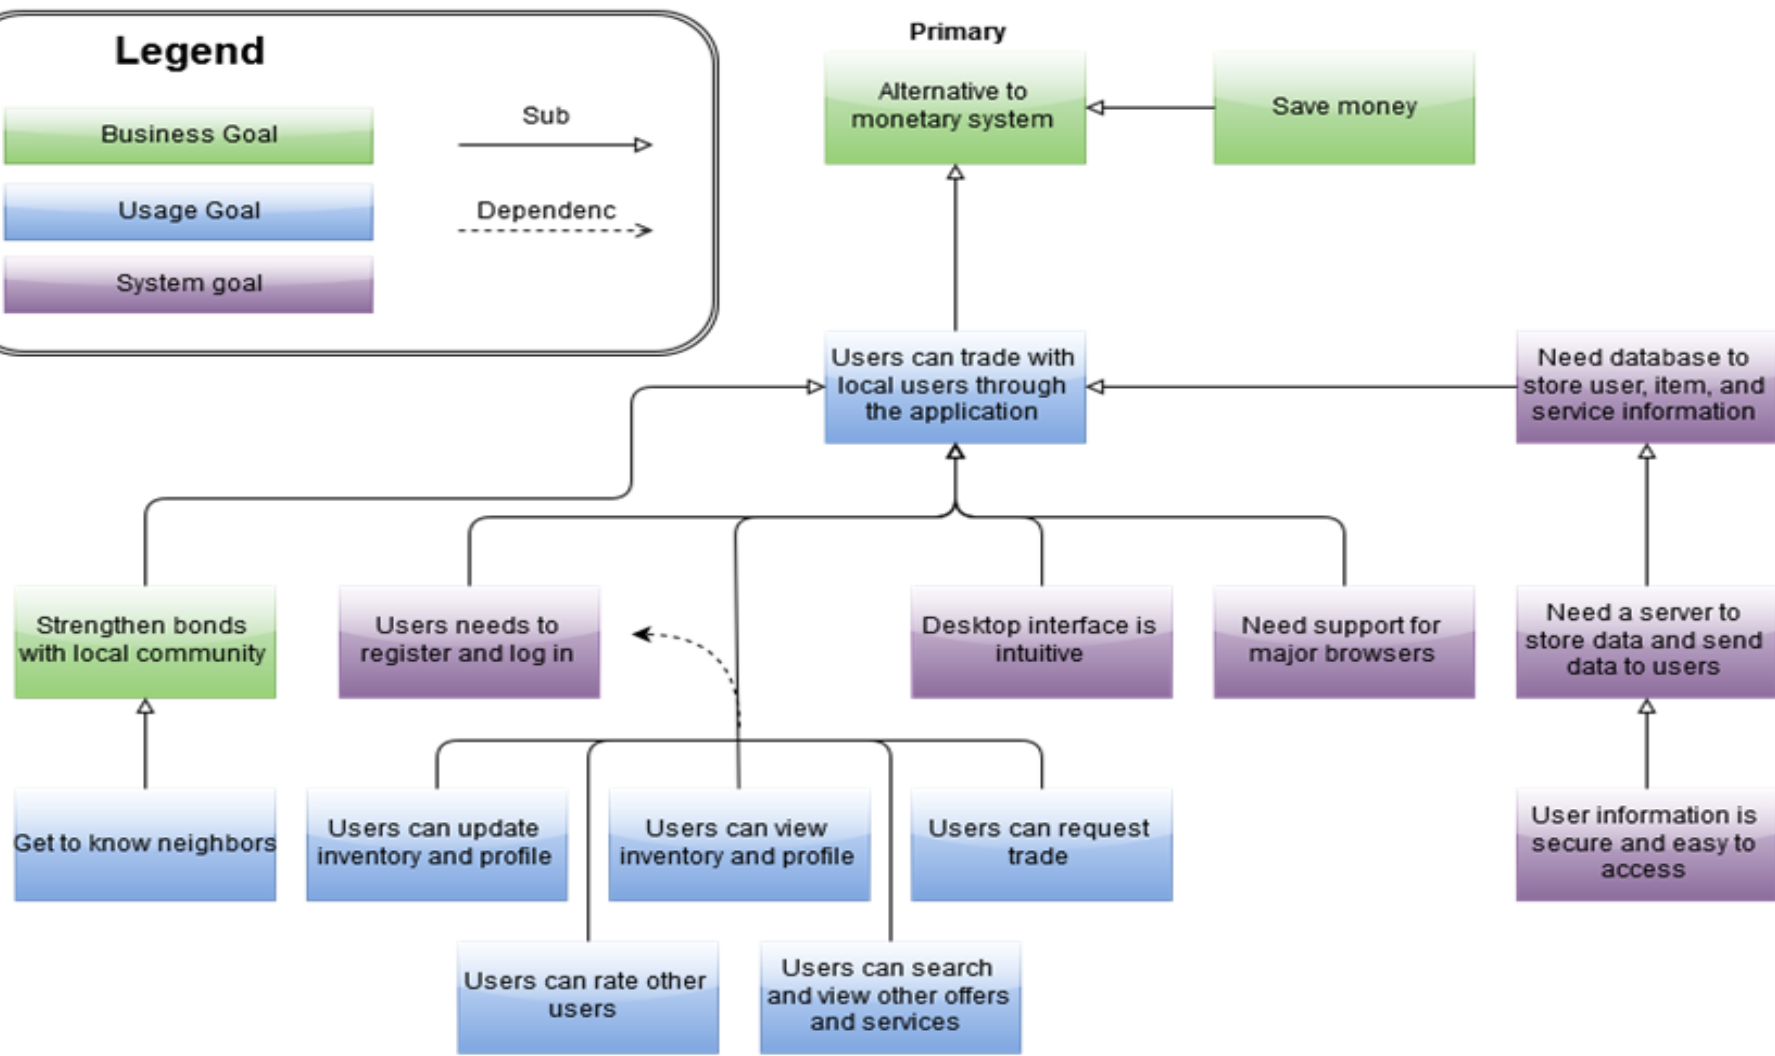 Legend
Business Goal
Usage Goal
System goal
Sub
Dependenc
Primary
Alternative to
monetary system
Save money
Users can trade with
local users through
the application
Need database to
store user, item, and
service information
Strengthen bonds
with local community
Users needs to
register and log in
Desktop interface is
intuitive
Need support for
major browsers
Need a server to
store data and send
data to users
Get to know neighbors
Users can update
inventory and profile
Users can view
inventory and profile
Users can request
trade
User information is
secure and easy to
access
Users can rate other
users
Users can search
and view other offers
and services